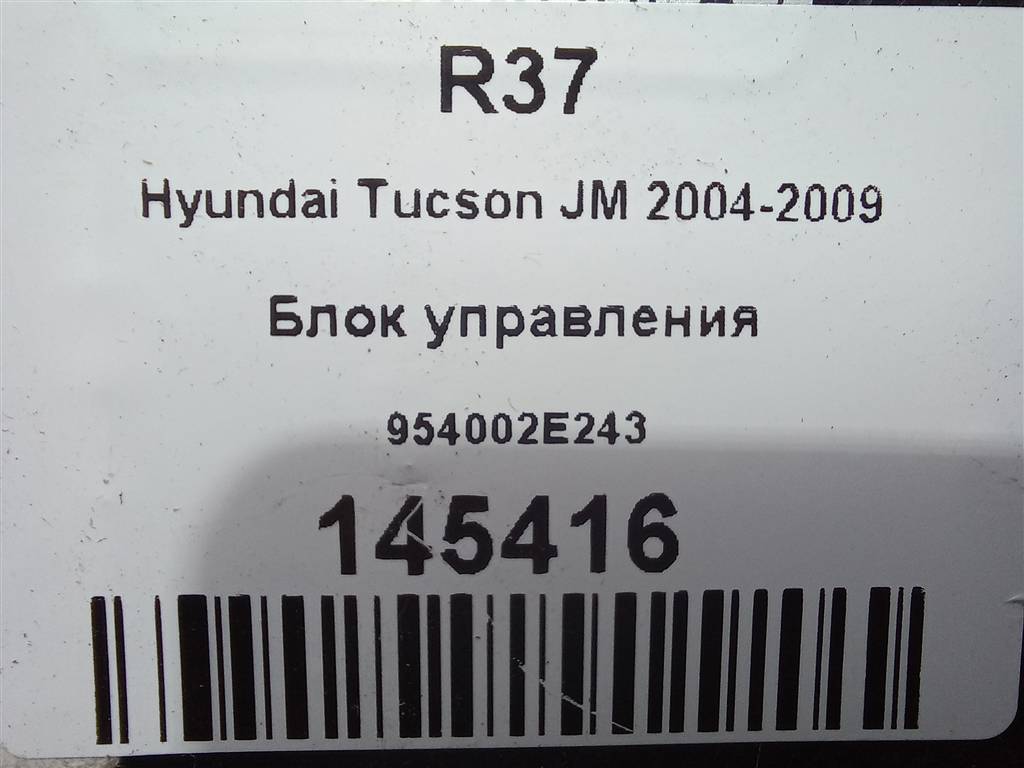 R37
Hyundai Tucson JM 2004-2009
Блок управления
954002E243
145416